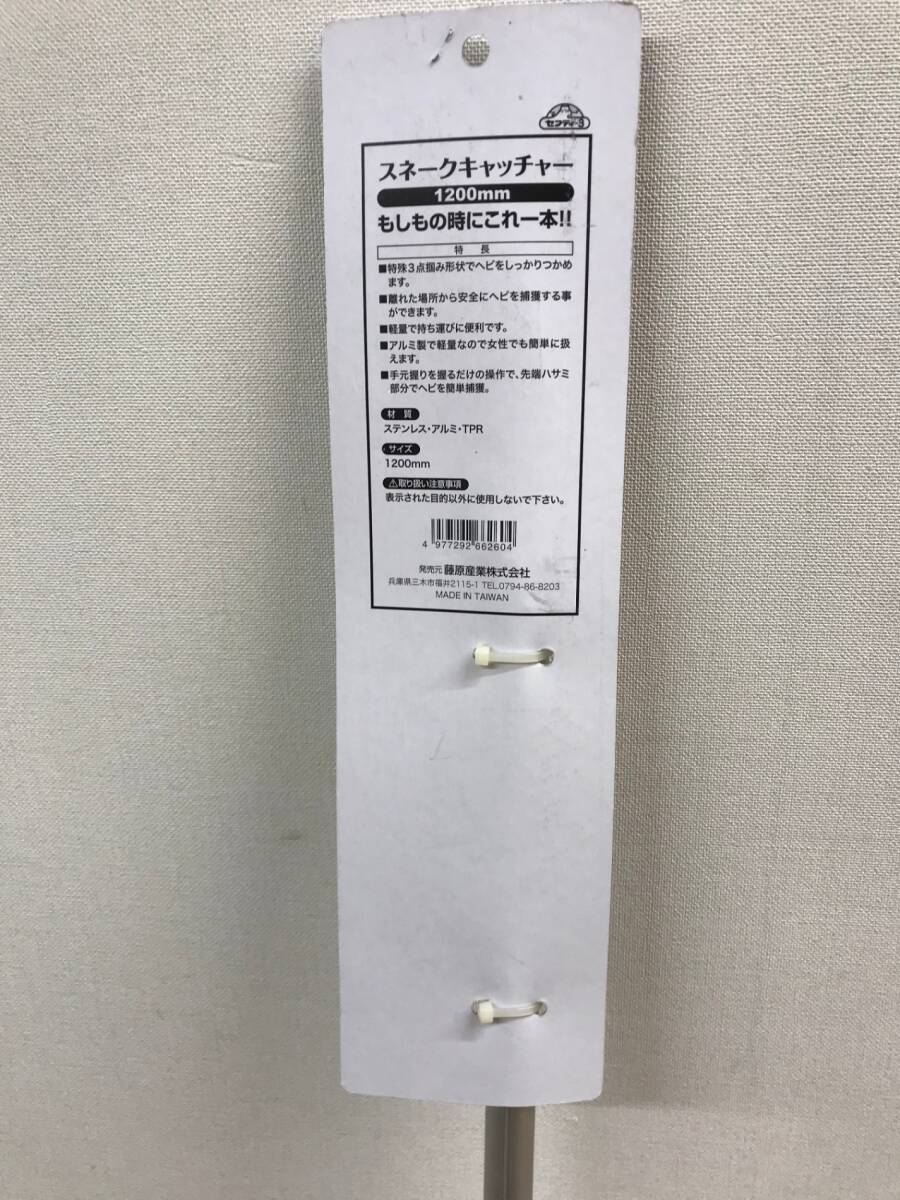 セフティ-3
スネークキャッチャー
1200mm
もしもの時にこれ一本!!
特長
■特殊3点掴み形状でヘビをしっかりつかめ
ます。
■離れた場所から安全にヘビを捕獲する事
ができます。
■軽量で持ち運びに便利です。
■アルミ製で軽量なので女性でも簡単に扱
えます。
■手元握りを握るだけの操作で、先端ハサミ
部分でヘビを簡単捕獲。
材質
ステンレス・アルミ・TPR
サイズ
1200mm
⚠取り扱い注意事項
表示された目的以外に使用しないで下さい。
4 977292 662604
発売元 藤原産業株式会社
兵庫県三木市福井2115-1 TEL.0794-86-8203
MADE IN TAIWAN